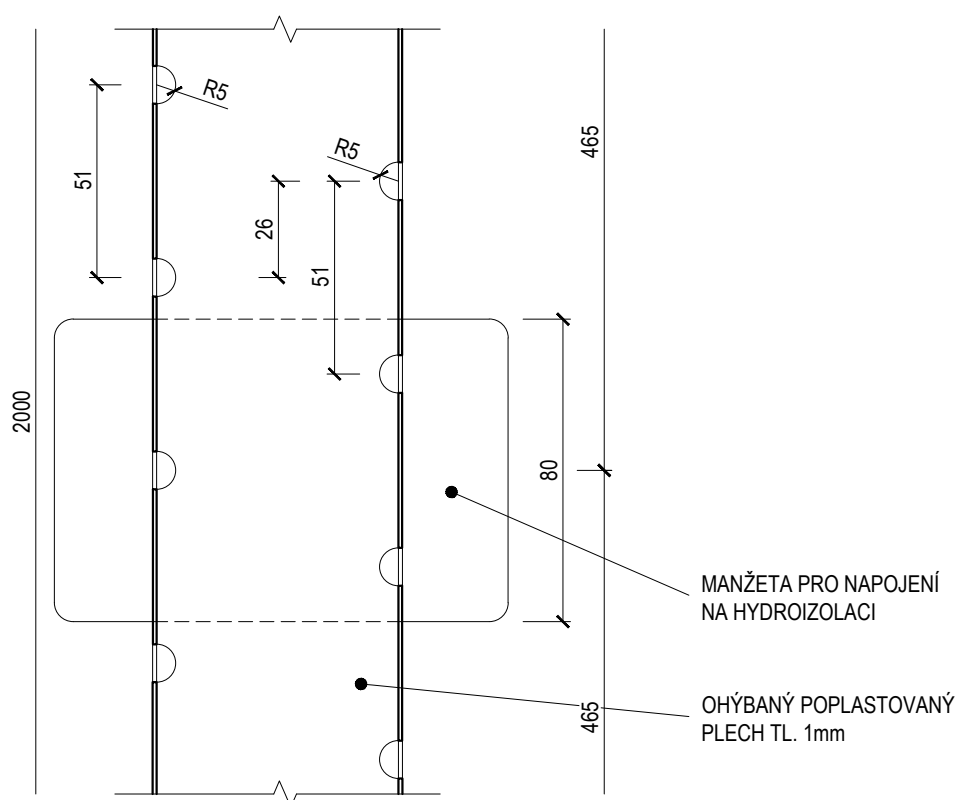 R5
465
R5
51
26
51
2000
80
MANŽETA PRO NAPOJENÍ
NA HYDROIZOLACI
OHÝBANÝ POPLASTOVANÝ
PLECH TL. 1mm
465